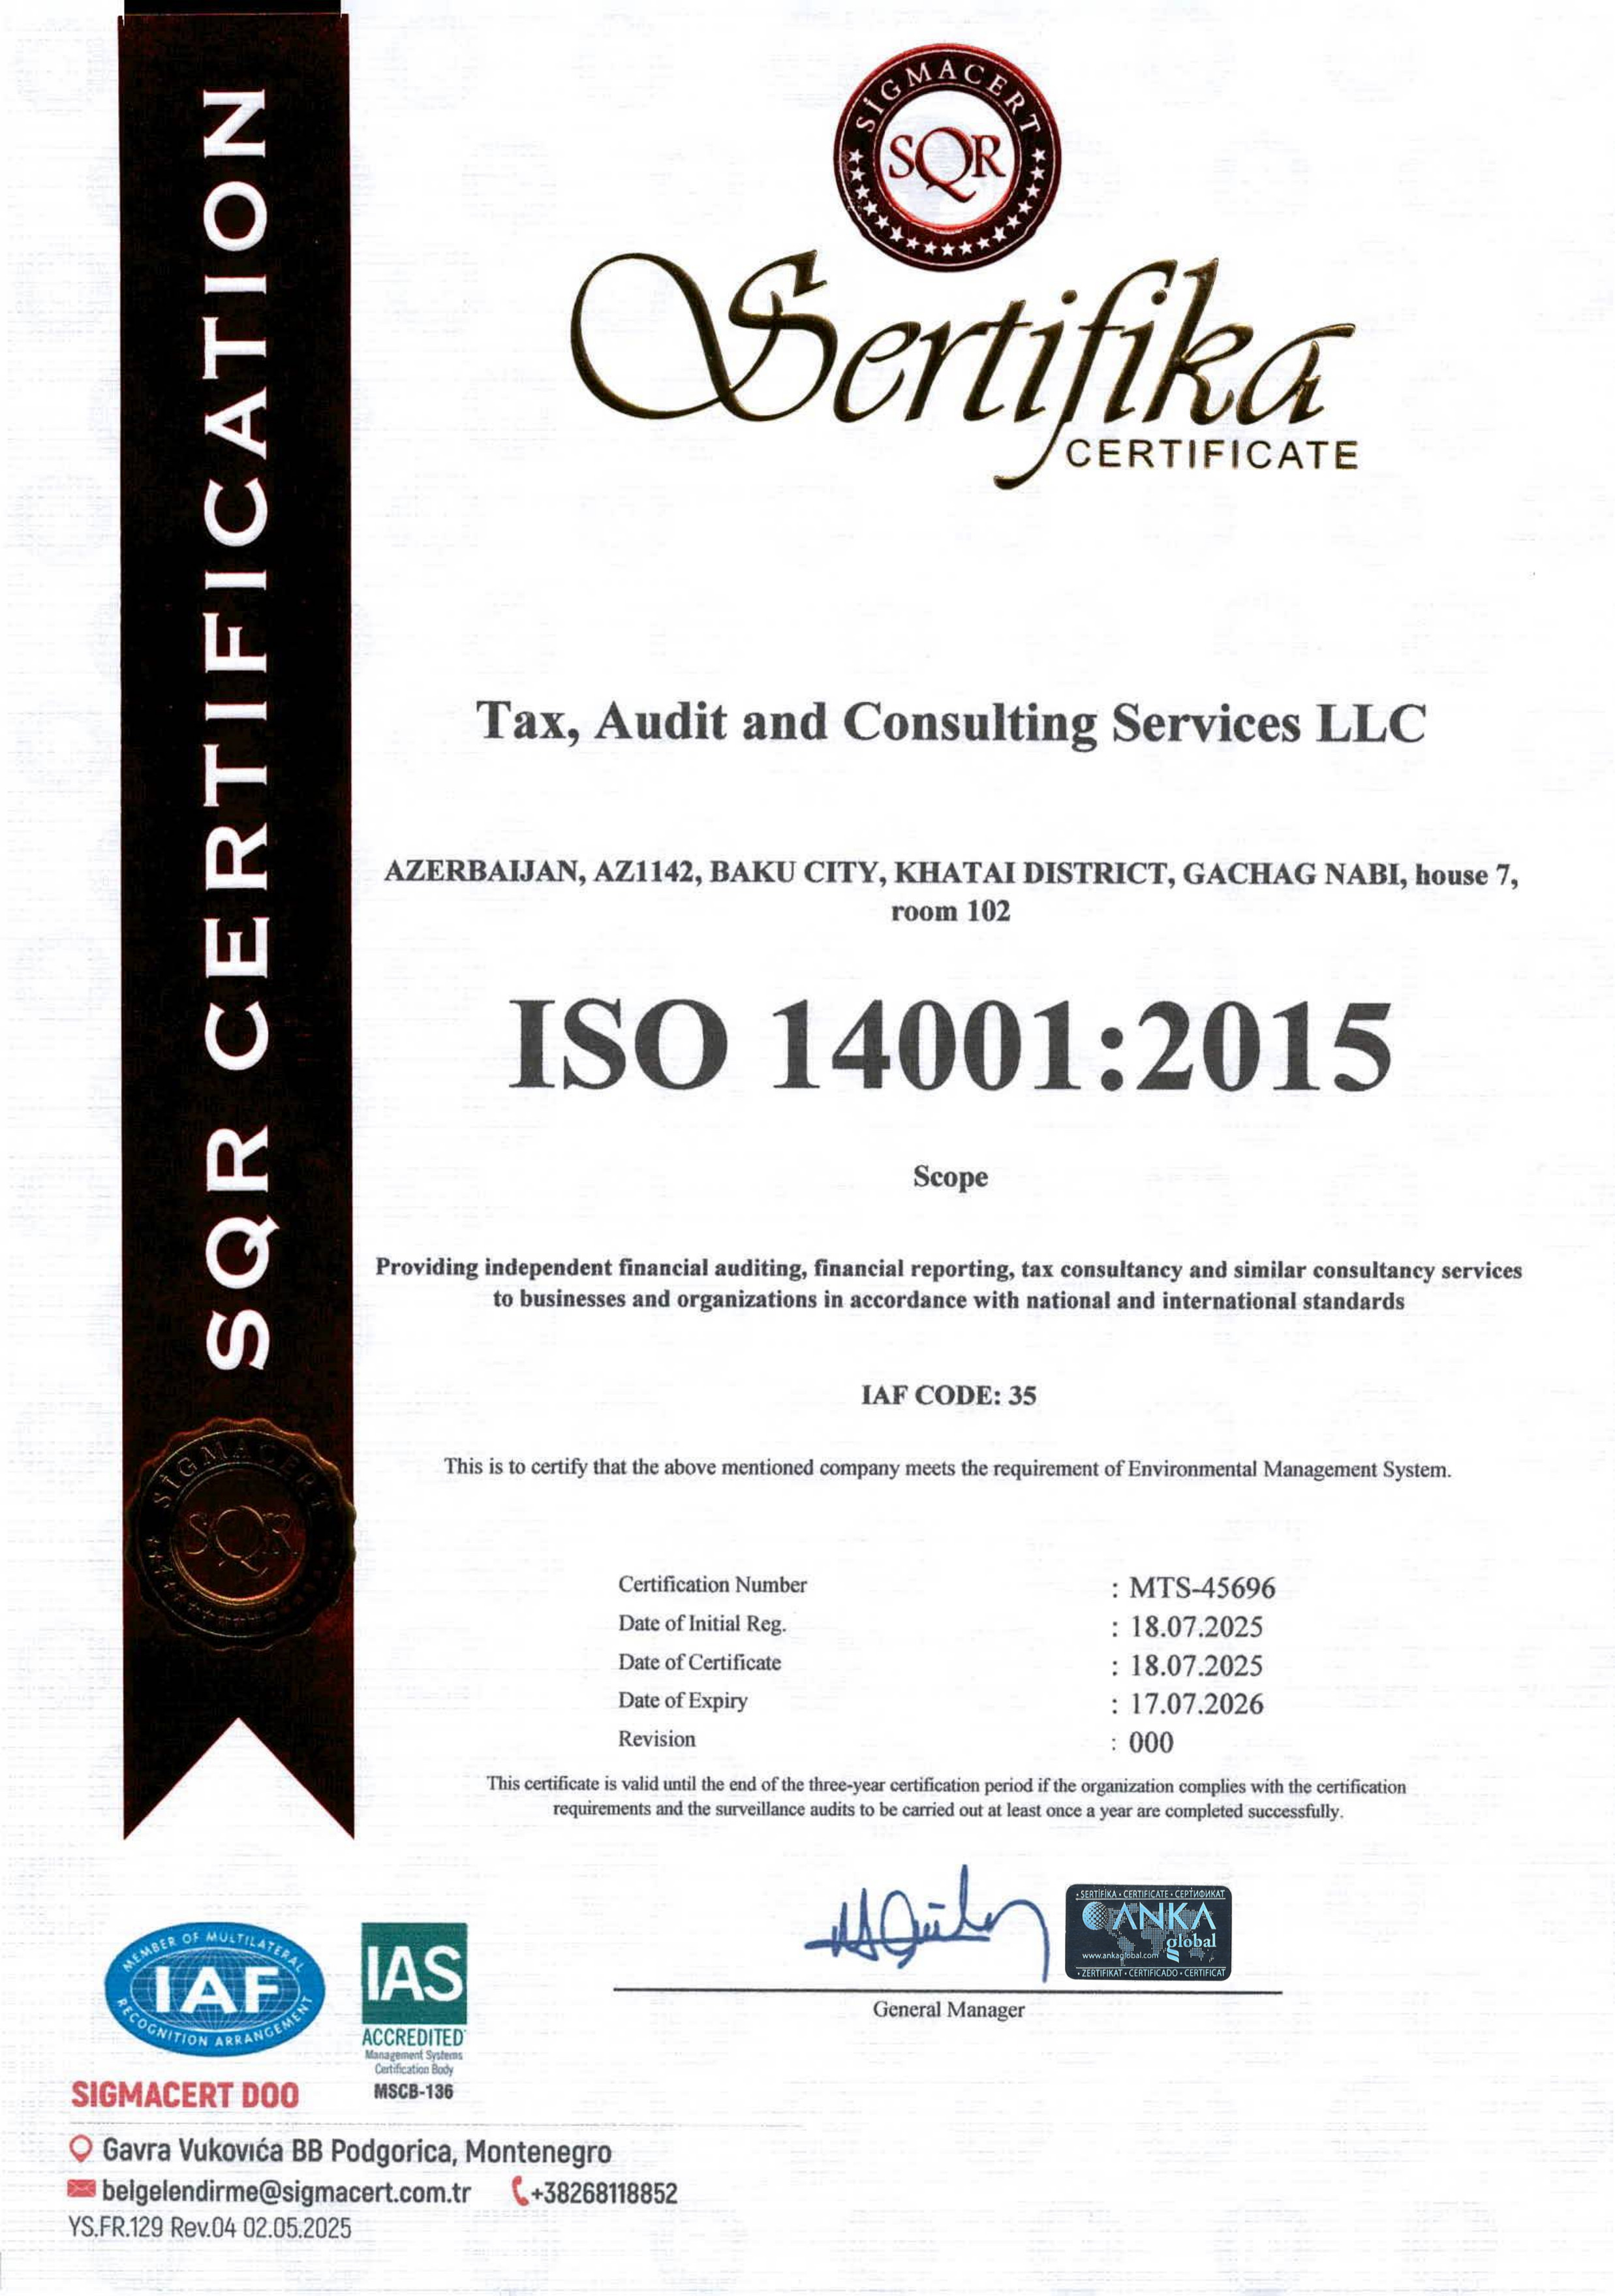 SQR CERTIFICATION
SİGMACERT
SQR
Sertifika
CERTIFICATE
Tax, Audit and Consulting Services LLC
AZERBAIJAN, AZ1142, BAKU CITY, KHATAI DISTRICT, GACHAG NABI, house 7,
room 102
ISO 14001:2015
Scope
Providing independent financial auditing, financial reporting, tax consultancy and similar consultancy services
to businesses and organizations in accordance with national and international standards
IAF CODE: 35
This is to certify that the above mentioned company meets the requirement of Environmental Management System.
SİGMACERT
SQR
Certification Number : MTS-45696
Date of Initial Reg. : 18.07.2025
Date of Certificate : 18.07.2025
Date of Expiry : 17.07.2026
Revision : 000
This certificate is valid until the end of the three-year certification period if the organization complies with the certification
requirements and the surveillance audits to be carried out at least once a year are completed successfully.
• SERTİFİKA • CERTIFICATE • СЕРТИФИКАТ
ANKA
global
www.ankaglobal.com
• ZERTIFIKAT • CERTIFICADO • CERTIFICAT
General Manager
MEMBER OF MULTILATERAL
IAF
RECOGNITION ARRANGEMENT
IAS
ACCREDITED
Management Systems
Certification Body
MSCB-136
SIGMACERT DOO
Gavra Vukovića BB Podgorica, Montenegro
belgelendirme@sigmacert.com.tr +38268118852
YS.FR.129 Rev.04 02.05.2025